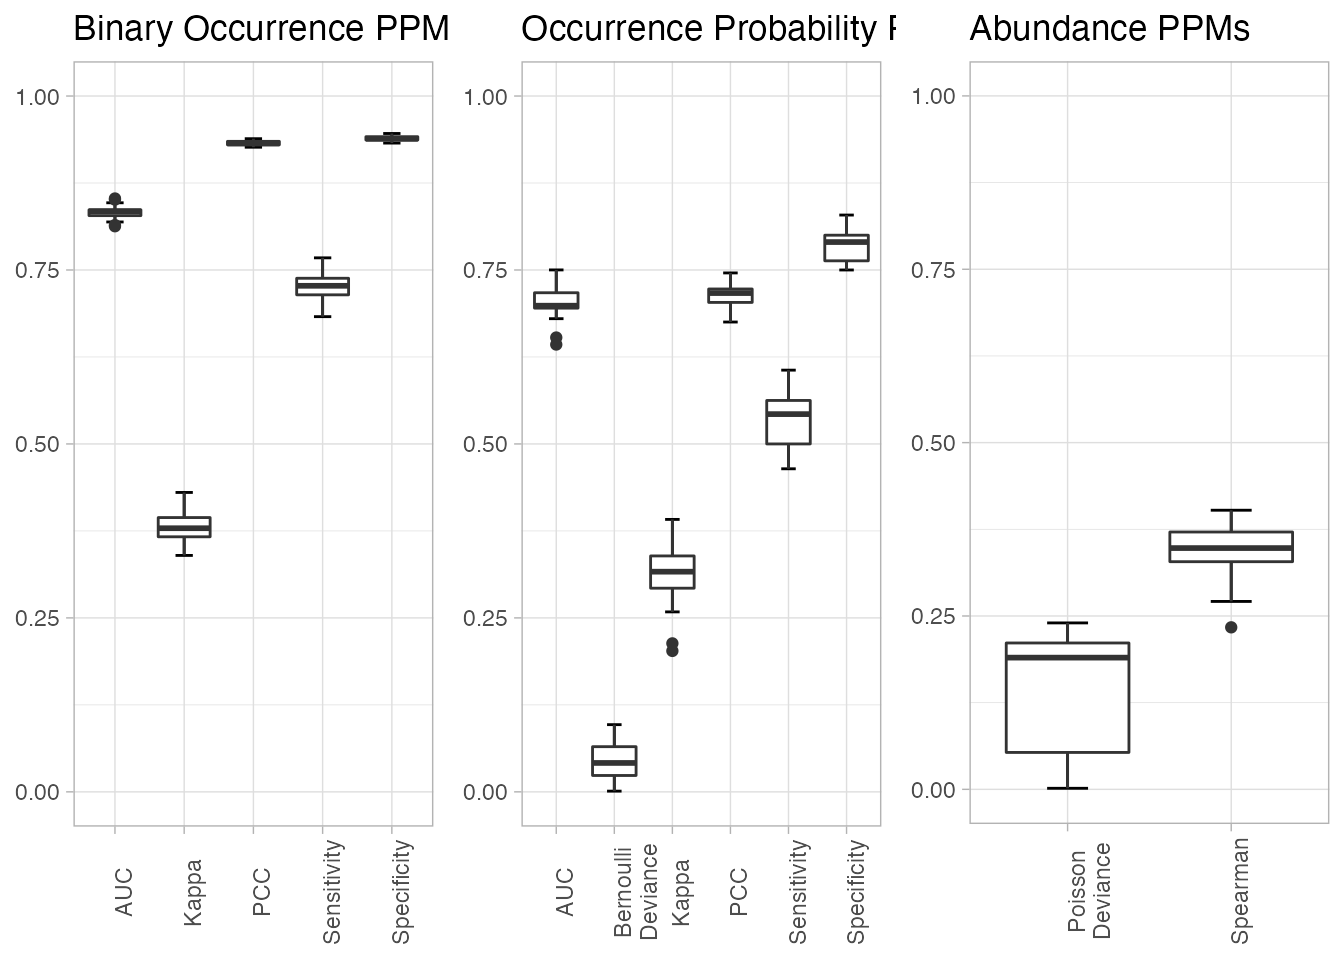 Binary Occurrence PPM
1.00
0.75
0.50
0.25
0.00
AUC
Kappa
PCC
Sensitivity
Specificity
Occurrence Probability
1.00
0.75
0.50
0.25
0.00
AUC
Bernoulli
Deviance
Kappa
PCC
Sensitivity
Specificity
Abundance PPMs
1.00
0.75
0.50
0.25
0.00
Poisson
Deviance
Spearman